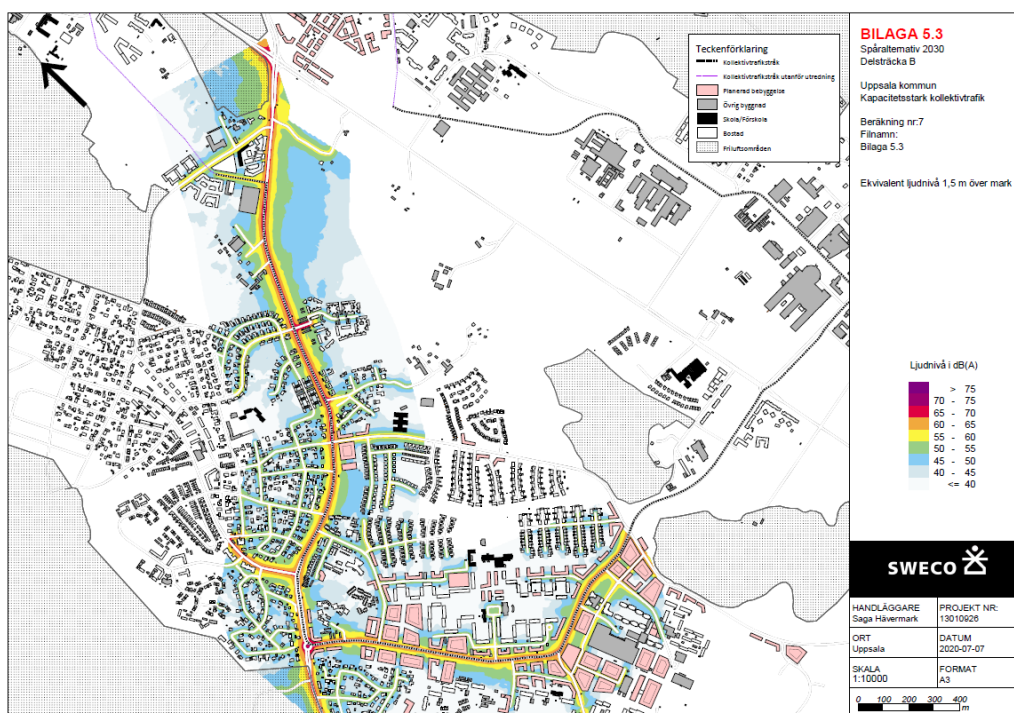 Teckenförklaring
Kollektivtrafikstråk
Kollektivtrafikstråk utanför utredning
Planerad bebyggelse
Övrig byggnad
Skola/Förskola
Bostad
Friluftsområden
BILAGA 5.3
Spåralternativ 2030
Delsträcka B
Uppsala kommun
Kapacitetsstark kollektivtrafik
Beräkning nr:7
Filnamn:
Bilaga 5.3
Ekvivalent ljudnivå 1,5 m över mark
Ljudnivå i dB(A)
> 75
70 - 75
65 - 70
60 - 65
55 - 60
50 - 55
45 - 50
40 - 45
<= 40
SWECO
HANDLÄGGARE
Saga Hävermark
PROJEKT NR:
13010926
ORT
Uppsala
DATUM
2020-07-07
SKALA
1:10000
FORMAT
A3
0 100 200 300 400
m